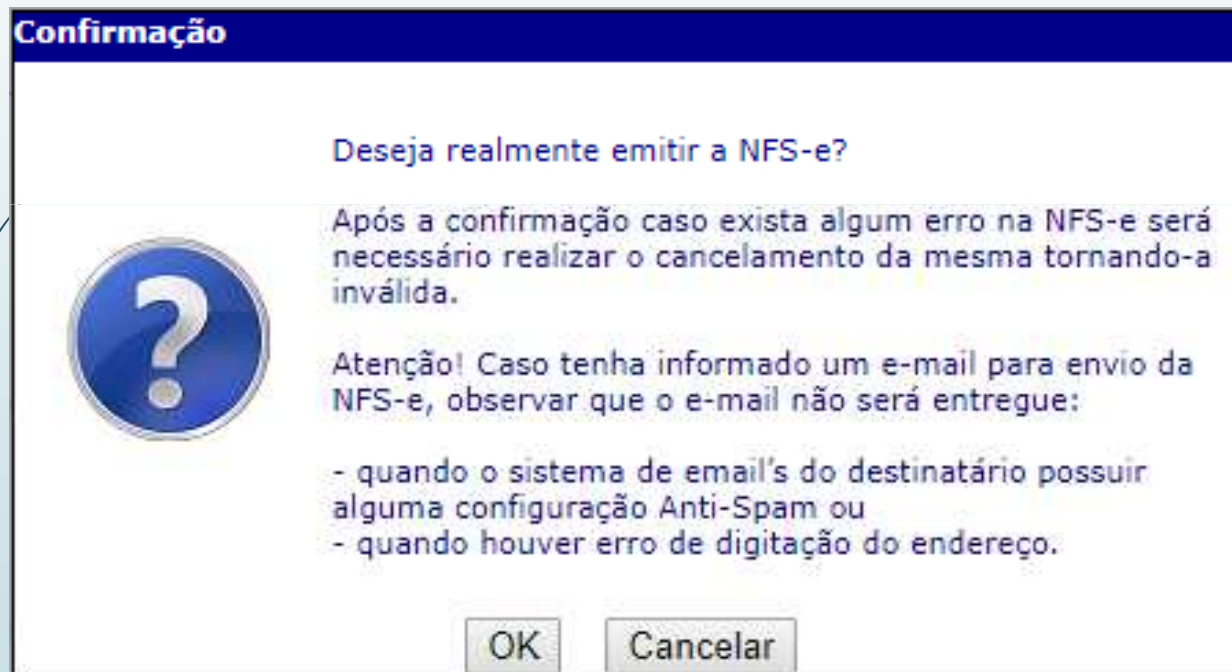 Confirmação
Deseja realmente emitir a NFS-e?
Após a confirmação caso exista algum erro na NFS-e será
necessário realizar o cancelamento da mesma tornando-a
inválida.
Atenção! Caso tenha informado um e-mail para envio da
NFS-e, observar que o e-mail não será entregue:
- quando o sistema de email's do destinatário possuir
alguma configuração Anti-Spam ou
- quando houver erro de digitação do endereço.
OK Cancelar